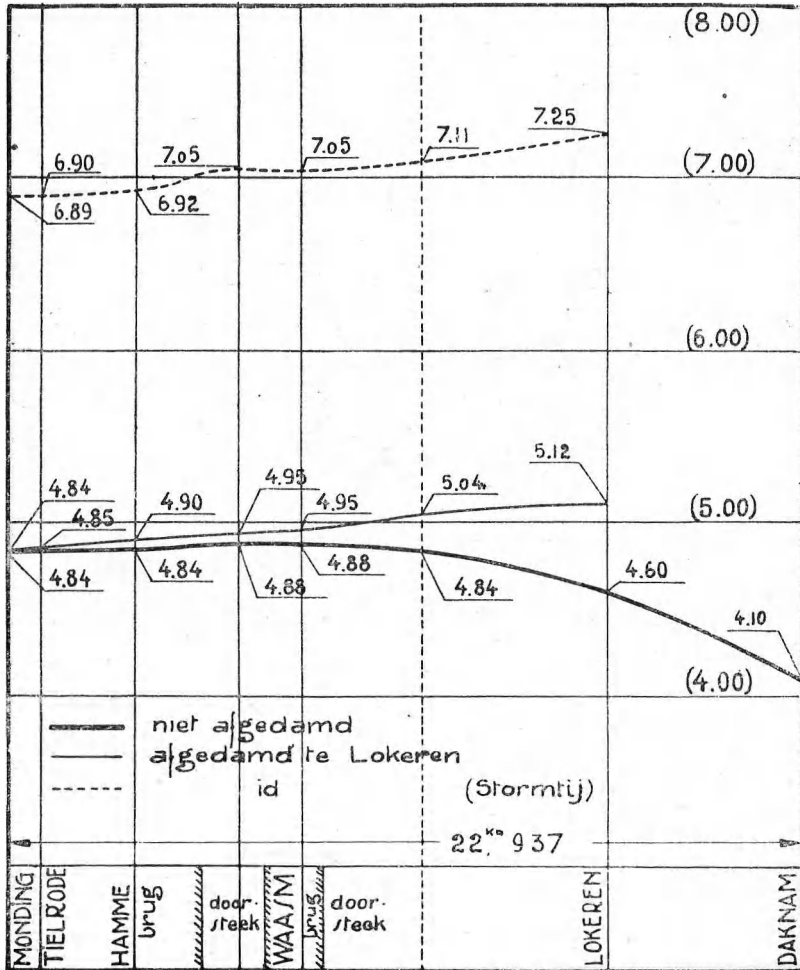 (8.00)
7.25
7.11
7.05
7.05
6.90
(7.00)
6.89
6.92
(6.00)
5.12
5.04
4.95
4.95
4.90
4.84
4.85
(5.00)
4.84
4.84
4.88
4.88
4.84
4.60
4.10
(4.00)
niet afgedamd
afgedamd te Lokeren
id (Stormtij)
22,km 937
MONDING
TIELRODE
HAMME
brug
door-
steek
WAASM
brug
door-
steek
LOKEREN
DAKNAM